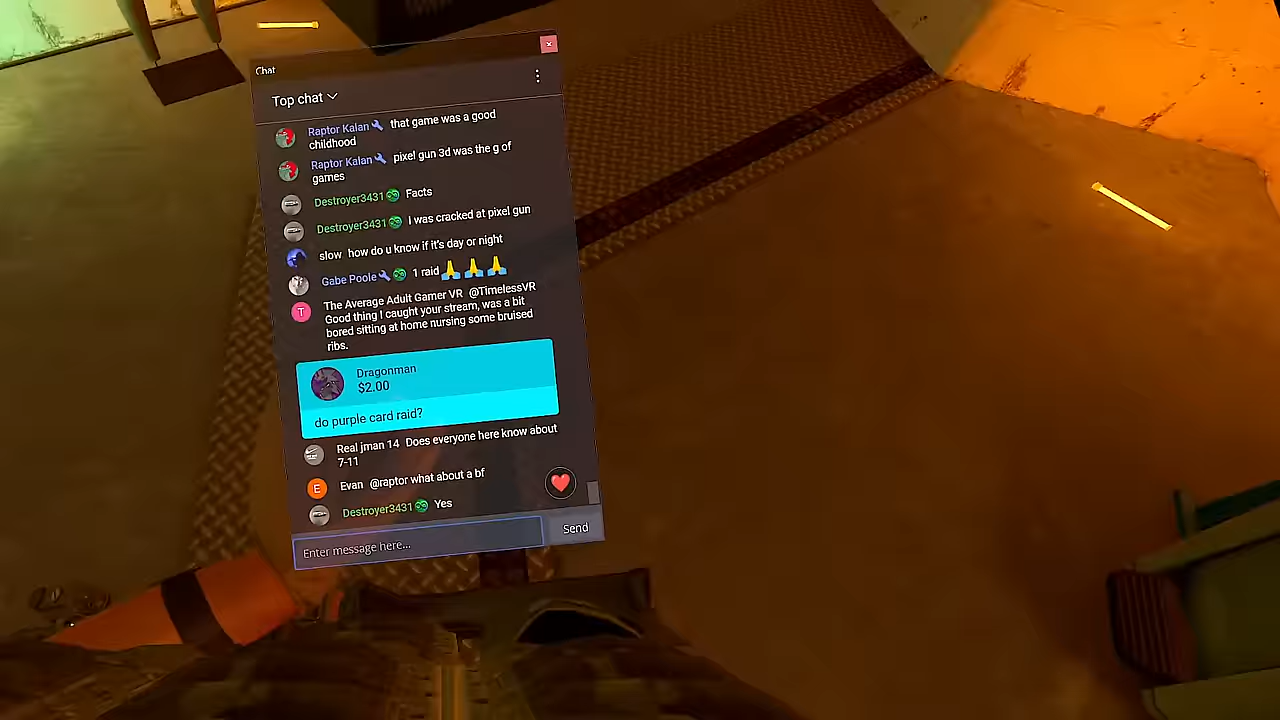 Chat
Top chat
Raptor Kalan that game was a good
childhood
Raptor Kalan pixel gun 3d was the g of
games
Destroyer3431 Facts
Destroyer3431 I was cracked at pixel gun
slow how do u know if it's day or night
Gabe Poole 1 raid🙏🙏🙏
The Average Adult Gamer VR @TimelessVR
Good thing I caught your stream, was a bit
bored sitting at home nursing some bruised
ribs.
T
Dragonman
$2.00
do purple card raid?
Real jman 14 Does everyone here know about
7-11
E Evan @raptor what about a bf
Destroyer3431 Yes
Enter message here...
Send